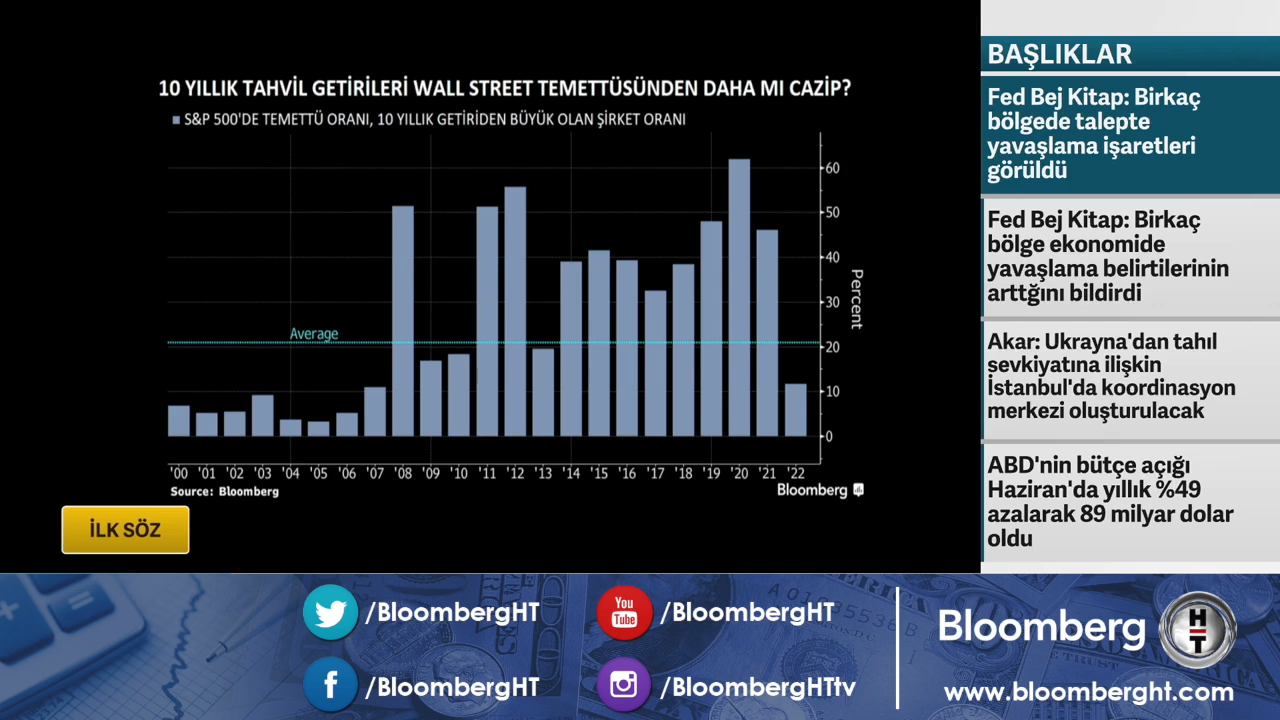 10 YILLIK TAHVİL GETİRİLERİ WALL STREET TEMETTÜSÜNDEN DAHA MI CAZİP?
S&P 500'DE TEMETTÜ ORANI, 10 YILLIK GETİRİDEN BÜYÜK OLAN ŞİRKET ORANI
60
50
40
30
20
10
0
Percent
Average
'00 '01 '02 '03 '04 '05 '06 '07 '08 '09 '10 '11 '12 '13 '14 '15 '16 '17 '18 '19 '20 '21 '22
Source: Bloomberg
Bloomberg
İLK SÖZ
BAŞLIKLAR
Fed Bej Kitap: Birkaç
bölgede talepte
yavaşlama işaretleri
görüldü
Fed Bej Kitap: Birkaç
bölge ekonomide
yavaşlama belirtilerinin
arttğını bildirdi
Akar: Ukrayna'dan tahıl
sevkiyatına ilişkin
İstanbul'da koordinasyon
merkezi oluşturulacak
ABD'nin bütçe açığı
Haziran'da yıllık %49
azalarak 89 milyar dolar
oldu
/BloombergHT
You
Tube
/BloombergHT
/BloombergHT
/BloombergHTtv
Bloomberg HT
www.bloomberght.com